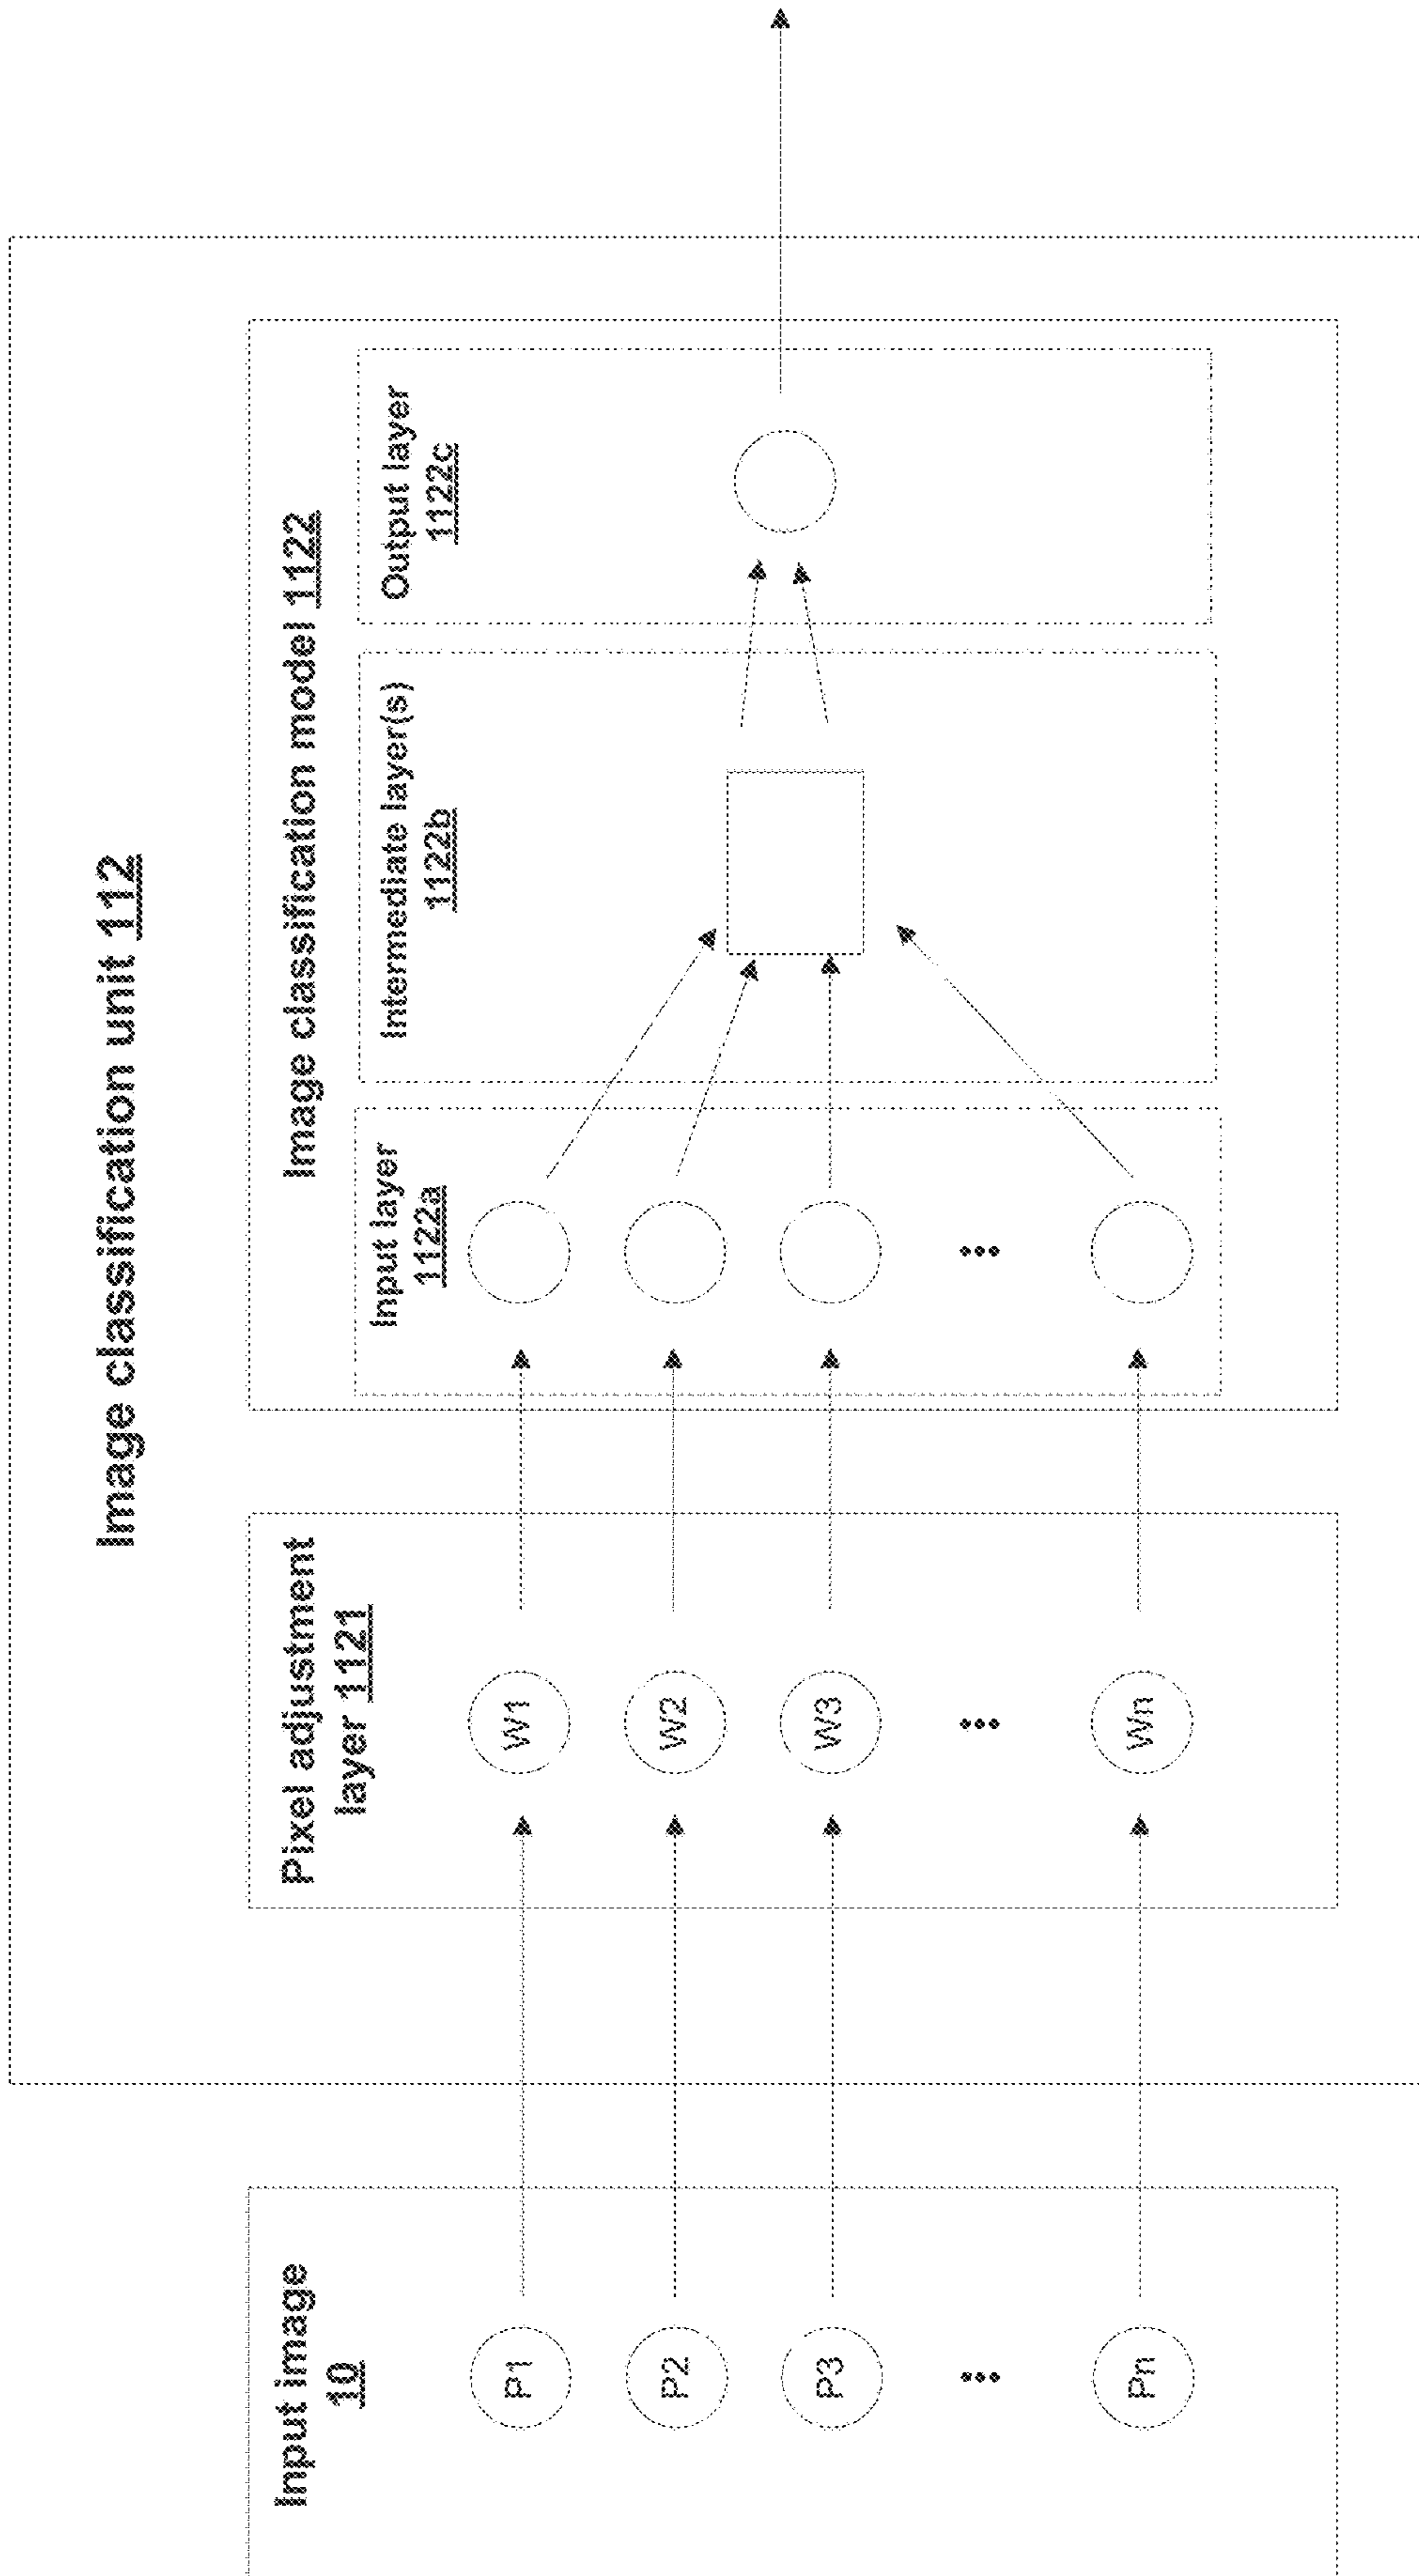 Image classification unit 112
Input image
10
P1
P2
P3
•••
Pn
Pixel adjustment
layer 1121
W1
W2
W3
•••
Wn
Image classification model 1122
Input layer
1122a
•••
Intermediate layer(s)
1122b
Output layer
1122c